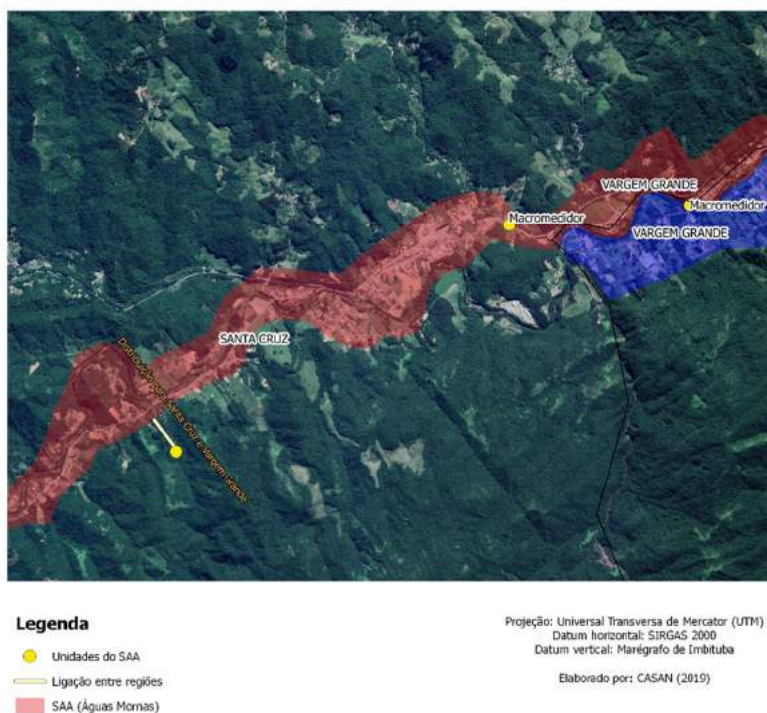 VARGEM GRANDE
Macromedidor
Macromecidor
VARGEM GRANDE
SANTA CRUZ
Distribuição para Santa Cruz e Vargem Grande
Legenda
Unidades do SAA
Ligação entre regiões
SAA (Águas Mornas)
Projeção: Universal Transversa de Mercator (UTM)
Datum horizontal: SIRGAS 2000
Datum vertical: Marégrafo de Imbituba
Elaborado por: CASAN (2019)